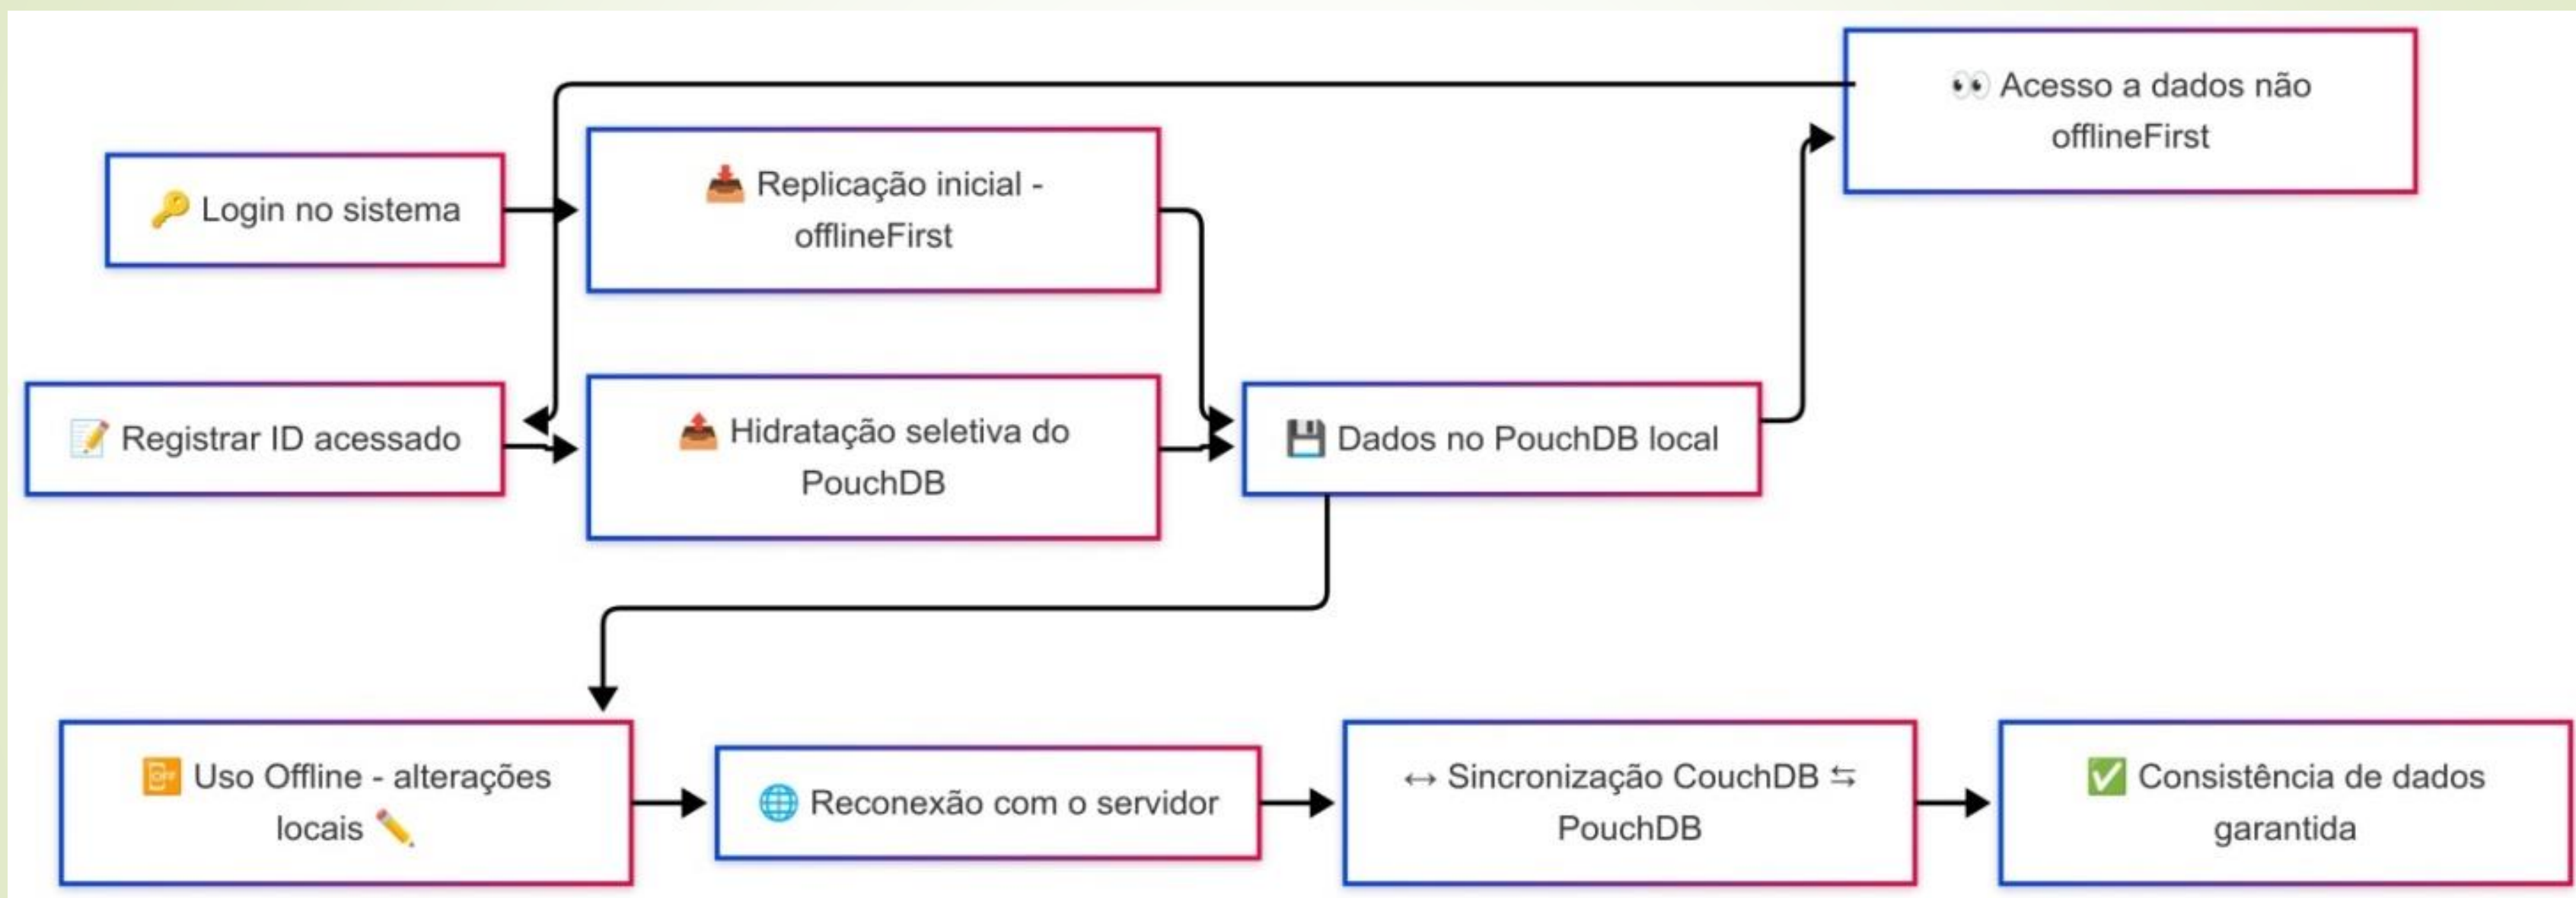 👀 Acesso a dados não
offlineFirst
🔑 Login no sistema
📥 Replicação inicial -
offlineFirst
📝 Registrar ID acessado
📤 Hidratação seletiva do
PouchDB
💾 Dados no PouchDB local
📴 Uso Offline - alterações
locais ✏️
🌐 Reconexão com o servidor
↔ Sincronização CouchDB ⇆
PouchDB
✅ Consistência de dados
garantida